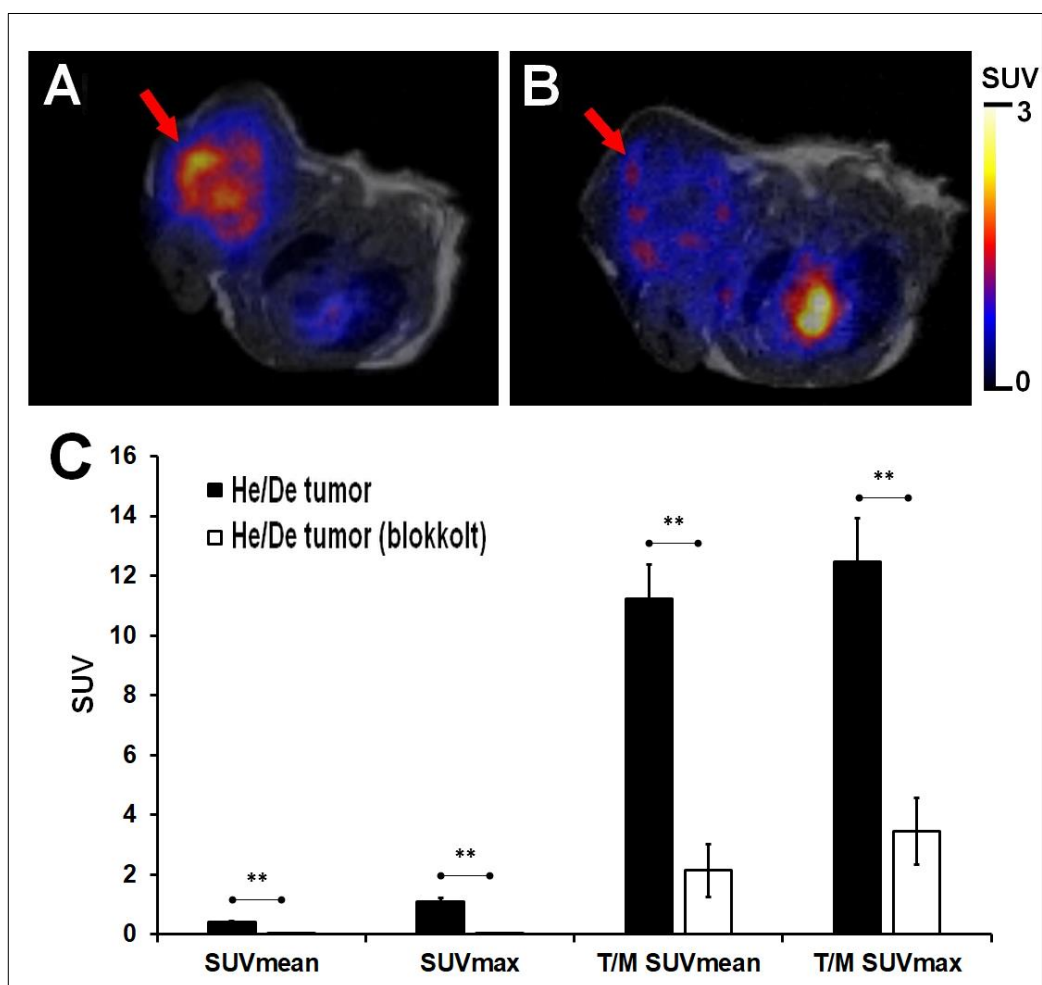 A
B
SUV
3
0
C
16
14
12
10
8
6
4
2
0
SUV
He/De tumor
He/De tumor (blokkolt)
**
**
**
**
SUVmean
SUVmax
T/M SUVmean
T/M SUVmax